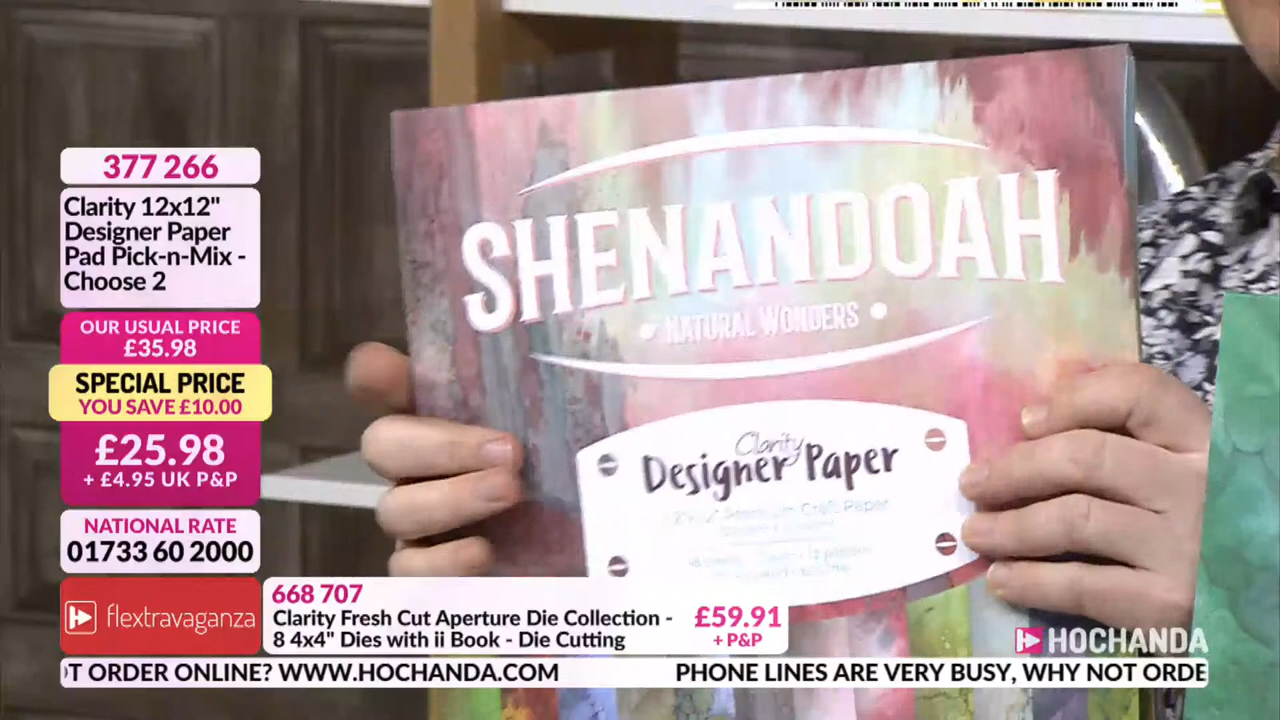 377 266
Clarity 12x12"
Designer Paper
Pad Pick-n-Mix -
Choose 2
OUR USUAL PRICE
£35.98
SPECIAL PRICE
YOU SAVE £10.00
£25.98
+ £4.95 UK P&P
NATIONAL RATE
01733 60 2000
SHENANDOAH
NATURAL WONDERS
Clarity
Designer Paper
Craft Paper
flextravaganza
668 707
Clarity Fresh Cut Aperture Die Collection -
8 4x4" Dies with ii Book - Die Cutting
£59.91
+ P&P
HOCHANDA
OT ORDER ONLINE? WWW.HOCHANDA.COM
PHONE LINES ARE VERY BUSY, WHY NOT ORDE